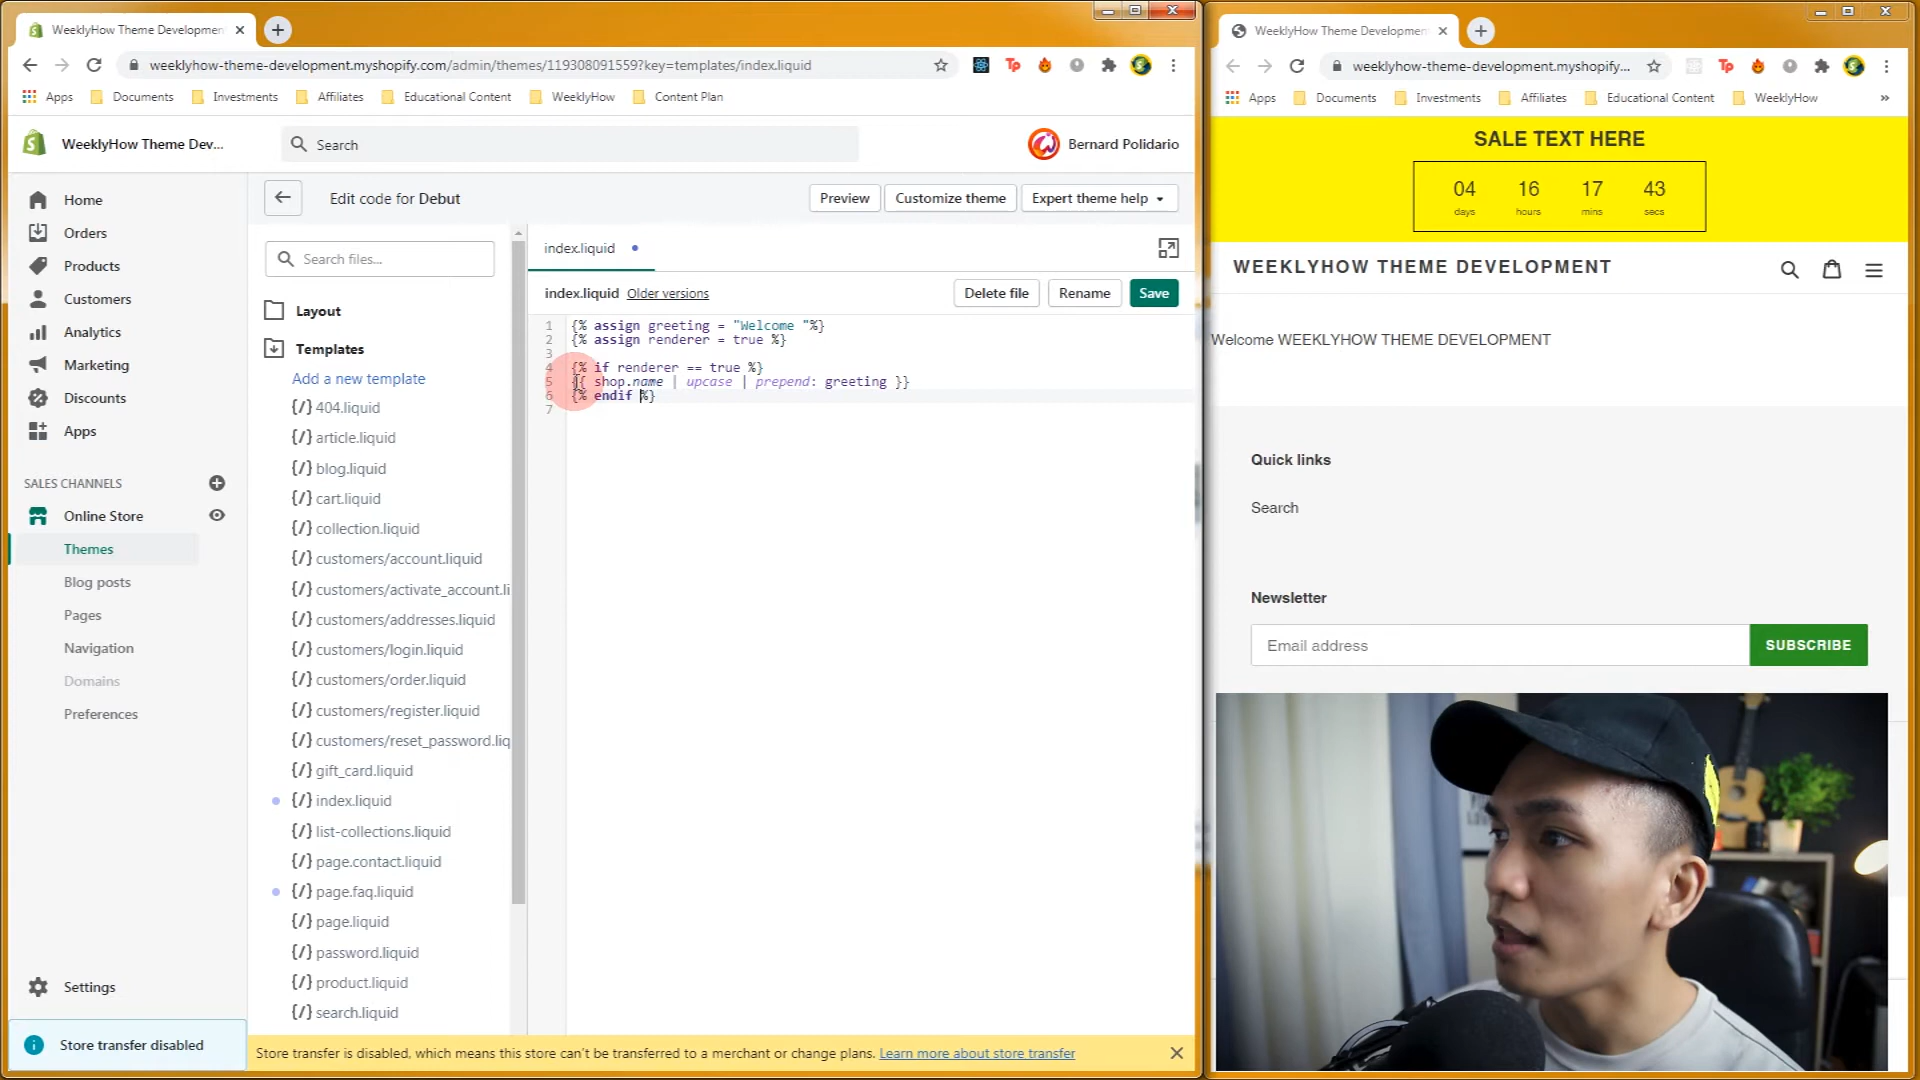 WeeklyHow Theme Development
weeklyhow-theme-development.myshopify.com/admin/themes/119308091559?key=templates/index.liquid
Apps
Documents
Investments
Affiliates
Educational Content
WeeklyHow
Content Plan
WeeklyHow Theme Dev...
Search
Bernard Polidario
Home
Orders
Products
Customers
Analytics
Marketing
Discounts
Apps
SALES CHANNELS
Online Store
Themes
Blog posts
Pages
Navigation
Domains
Preferences
Settings
Store transfer disabled
Edit code for Debut
Preview
Customize theme
Expert theme help
Search files...
Layout
Templates
Add a new template
{/} 404.liquid
{/} article.liquid
{/} blog.liquid
{/} cart.liquid
{/} collection.liquid
{/} customers/account.liquid
{/} customers/activate_account.li
{/} customers/addresses.liquid
{/} customers/login.liquid
{/} customers/order.liquid
{/} customers/register.liquid
{/} customers/reset_password.liq
{/} gift_card.liquid
{/} index.liquid
{/} list-collections.liquid
{/} page.contact.liquid
{/} page.faq.liquid
{/} page.liquid
{/} password.liquid
{/} product.liquid
{/} search.liquid
index.liquid
index.liquid Older versions
Delete file
Rename
Save
1 {% assign greeting = "Welcome "%}
2 {% assign renderer = true %}
3
4 {% if renderer == true %}
5 {{ shop.name | upcase | prepend: greeting }}
6 {% endif %}
7
Store transfer is disabled, which means this store can't be transferred to a merchant or change plans. Learn more about store transfer
WeeklyHow Theme Development
weeklyhow-theme-development.myshopify...
Apps
Documents
Investments
Affiliates
Educational Content
WeeklyHow
»
SALE TEXT HERE
04 16 17 43
days hours mins secs
WEEKLYHOW THEME DEVELOPMENT
Welcome WEEKLYHOW THEME DEVELOPMENT
Quick links
Search
Newsletter
Email address
SUBSCRIBE